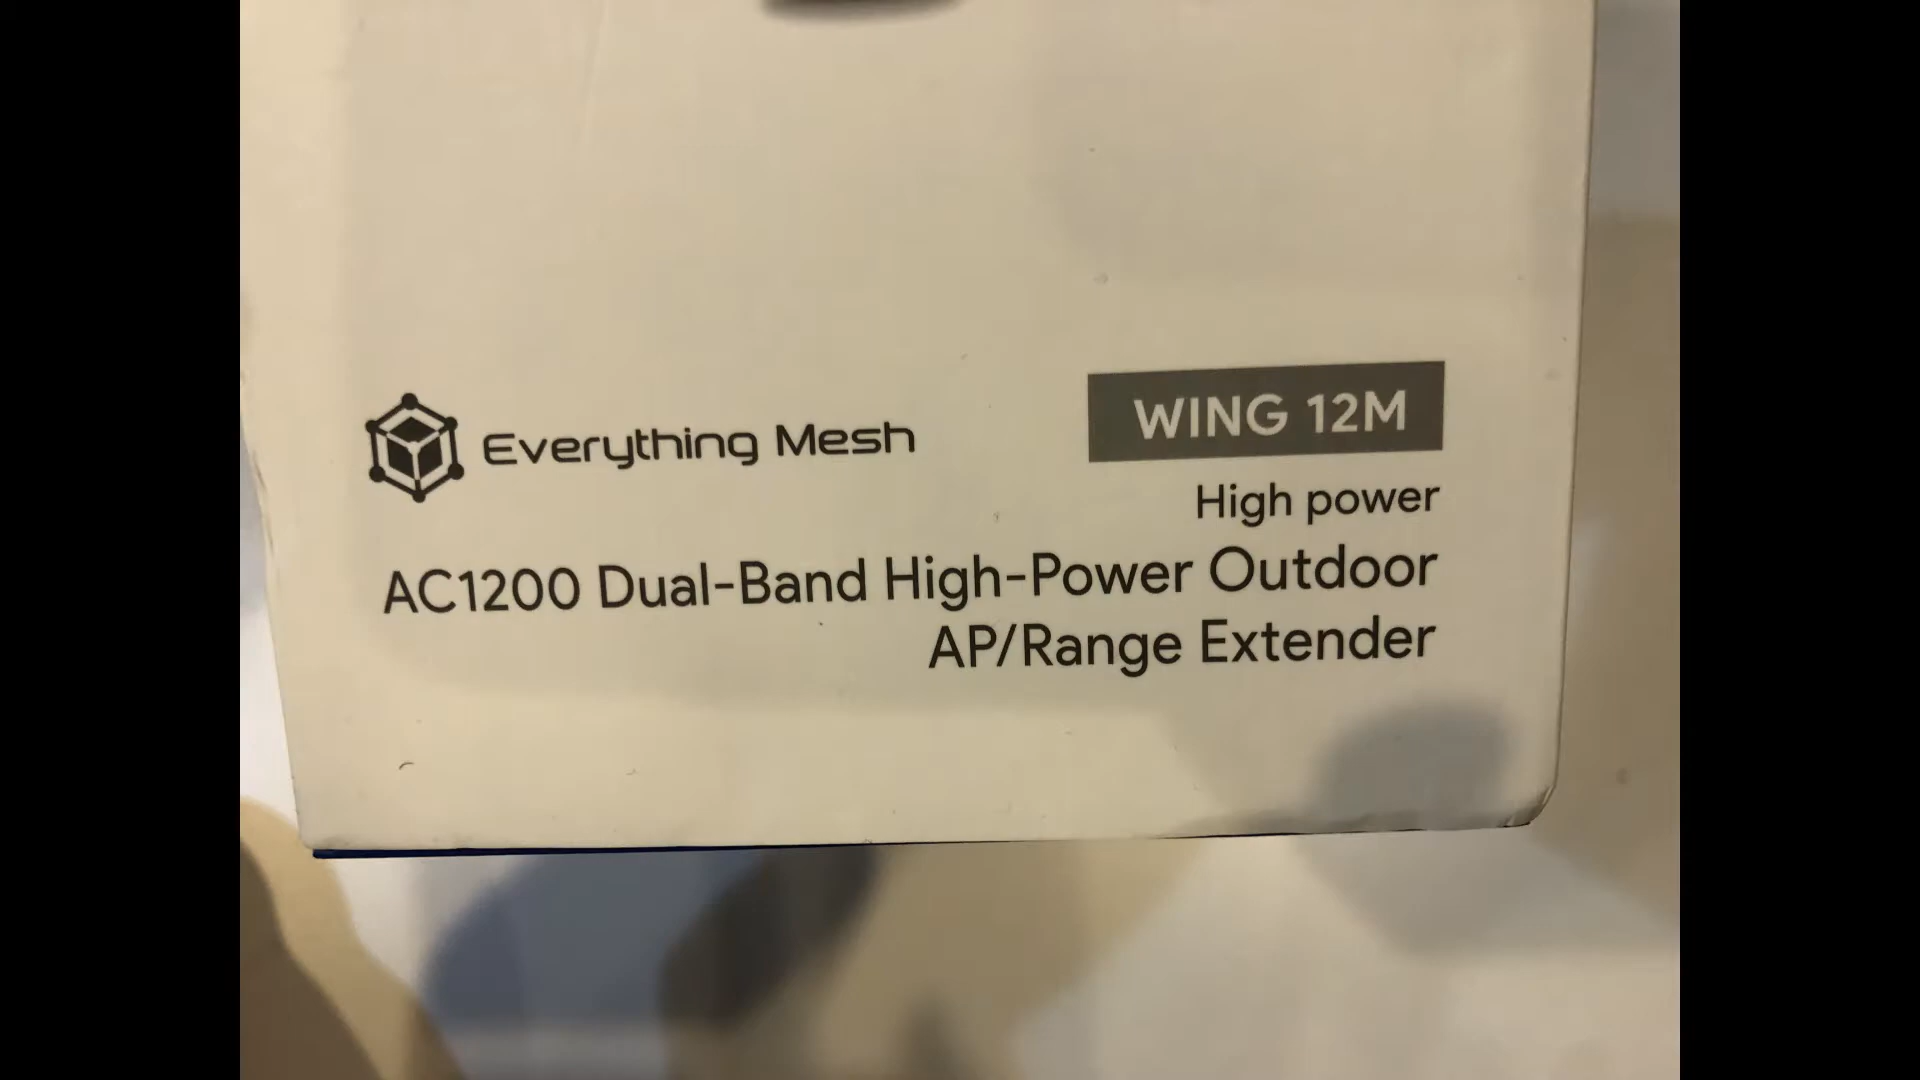 Everything Mesh
WING 12M
High power
AC1200 Dual-Band High-Power Outdoor
AP/Range Extender